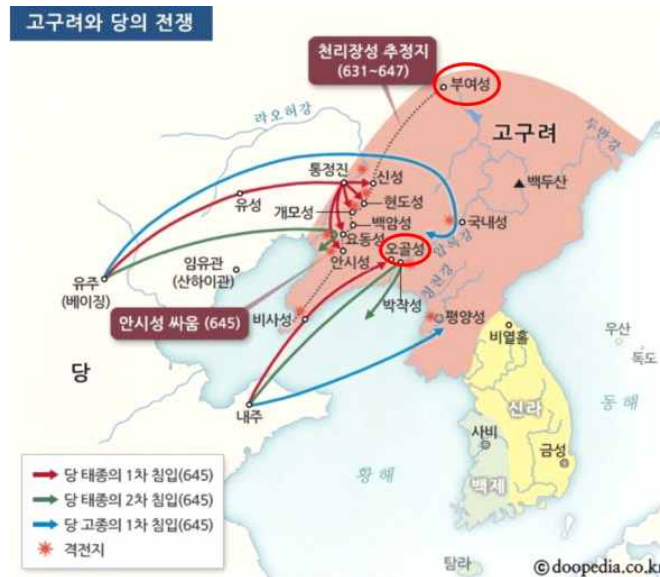 고구려와 당의 전쟁
천리장성 추정지
(631~647)
부여성
고구려
두만강
랴오허강
통정진
신성
현도성
백두산
유성
개모성
백암성
국내성
요동성
오골성
압록강
임유관
(산하이관)
안시성
청천강
유주
(베이징)
안시성 싸움 (645)
비사성
박작성
평양성
비열홀
우산
독도
당
내주
신라
동해
사비
금성
황해
백제
당 태종의 1차 침입(645)
당 태종의 2차 침입(645)
당 고종의 1차 침입(645)
격전지
탐라
©doopedia.co.k